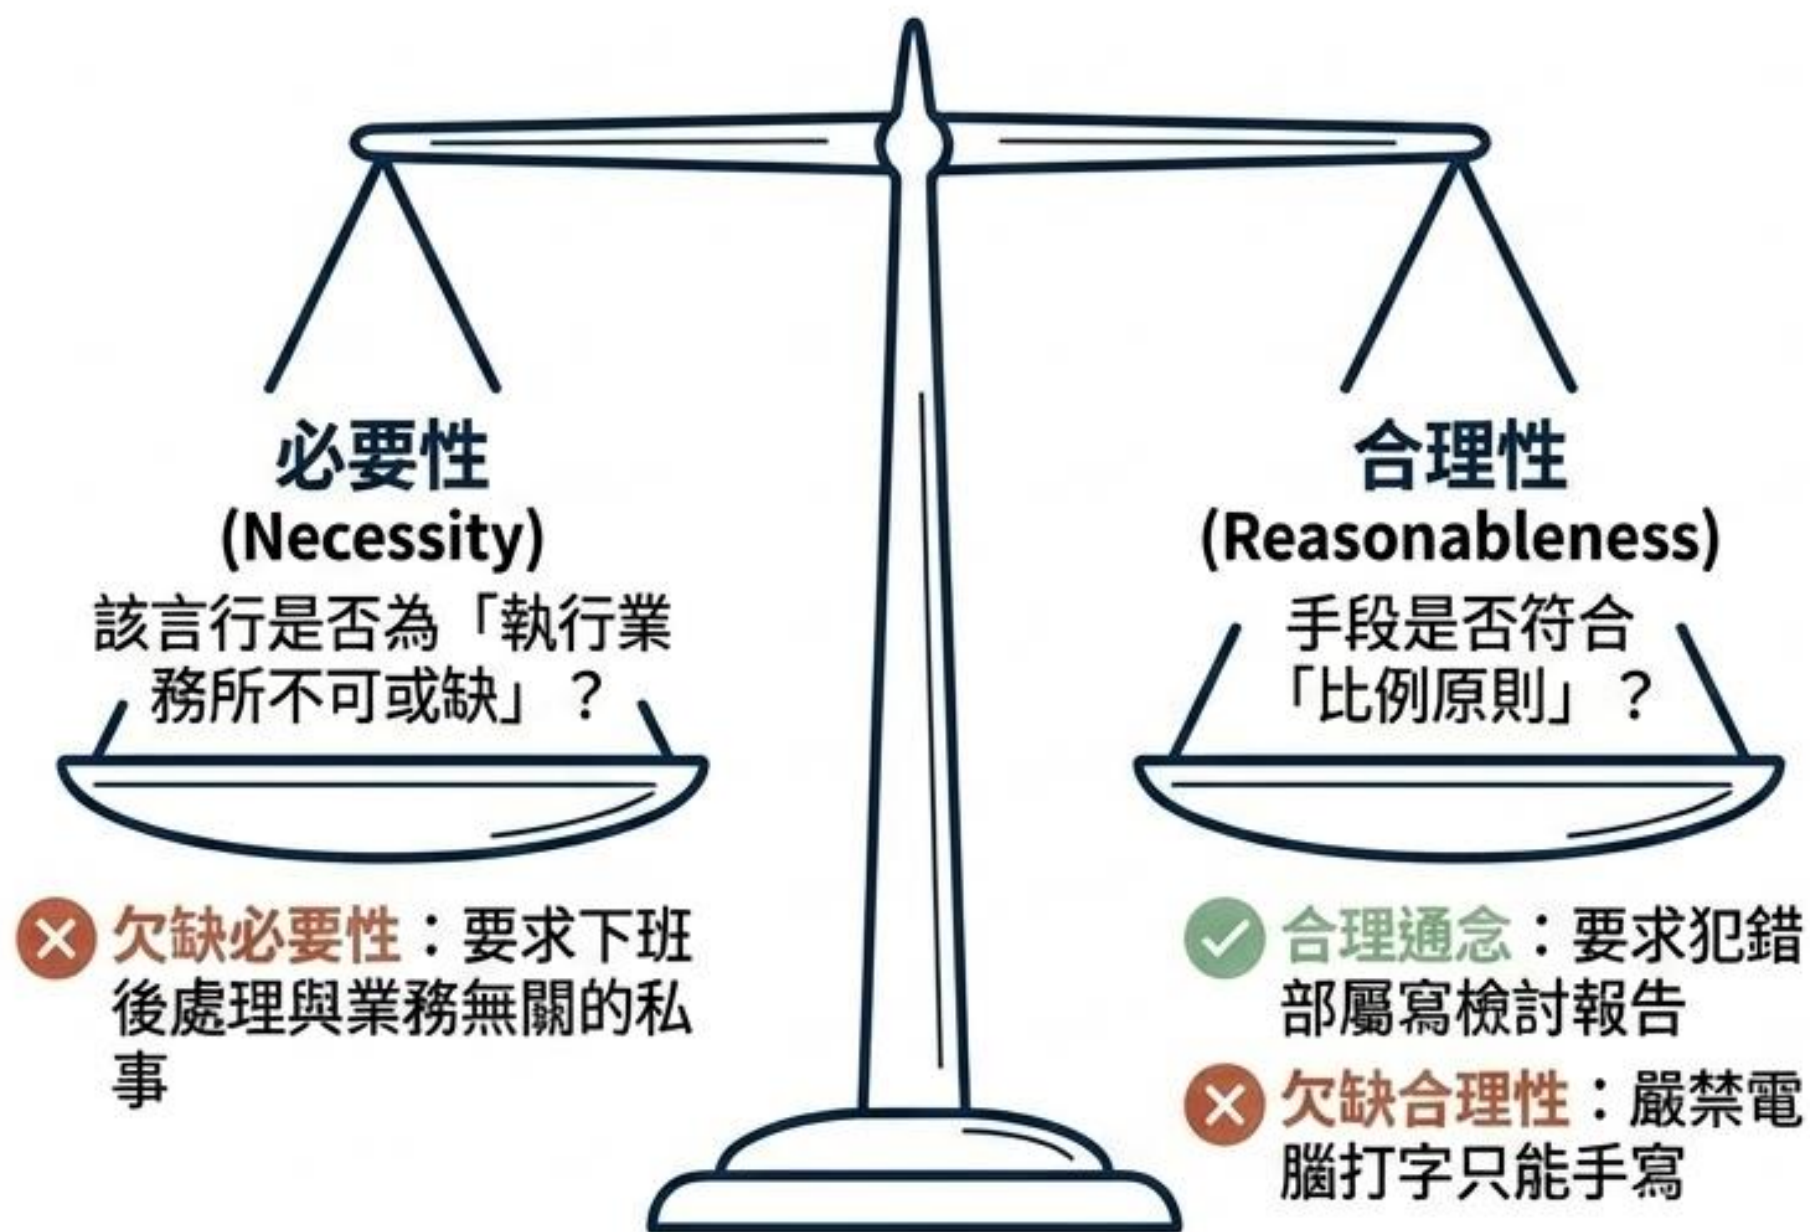 必要性
(Necessity)
該言行是否為「執行業
務所不可或缺」？
欠缺必要性：要求下班
後處理與業務無關的私
事
合理性
(Reasonableness)
手段是否符合
「比例原則」？
合理通念：要求犯錯
部屬寫檢討報告
欠缺合理性：嚴禁電
腦打字只能手寫